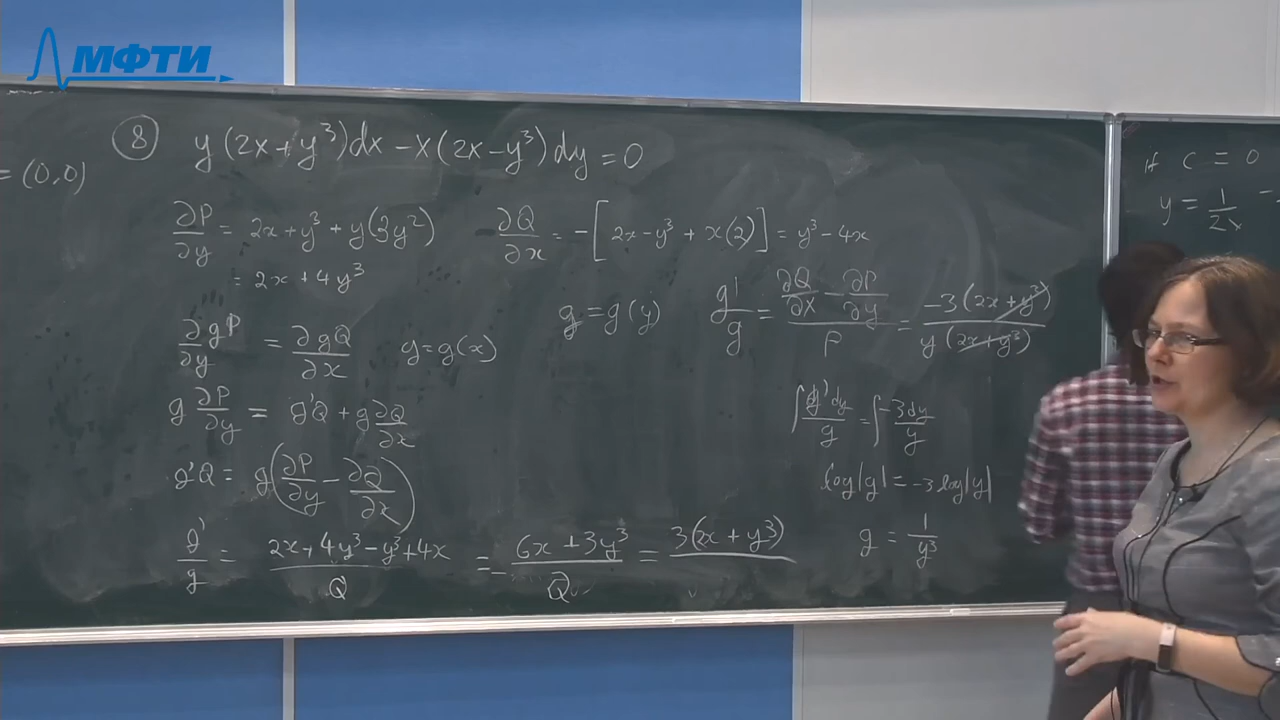 МФТИ
= (0,0)
⑧ y(2x+y³)dx − x(2x−y³)dy = 0
∂P/∂y = 2x+y³ + y(3y²)
= 2x + 4y³
∂Q/∂x = −[2x−y³ + x(2)] = y³ − 4x
∂gP/∂y = ∂gQ/∂x g=g(x)
g ∂P/∂y = g'Q + g ∂Q/∂x
g'Q = g(∂P/∂y − ∂Q/∂x)
g'/g = (2x+4y³−y³+4x)/Q = (6x+3y³)/Q = 3(2x+y³)
g=g(y) g'/g = (∂Q/∂x − ∂P/∂y)/P = −3(2x+y³)/y(2x+y³)
∫ g' dy/g = ∫ −3dy/y
log|g| = −3 log|y|
g = 1/y³
if c = 0
y = 1/2x